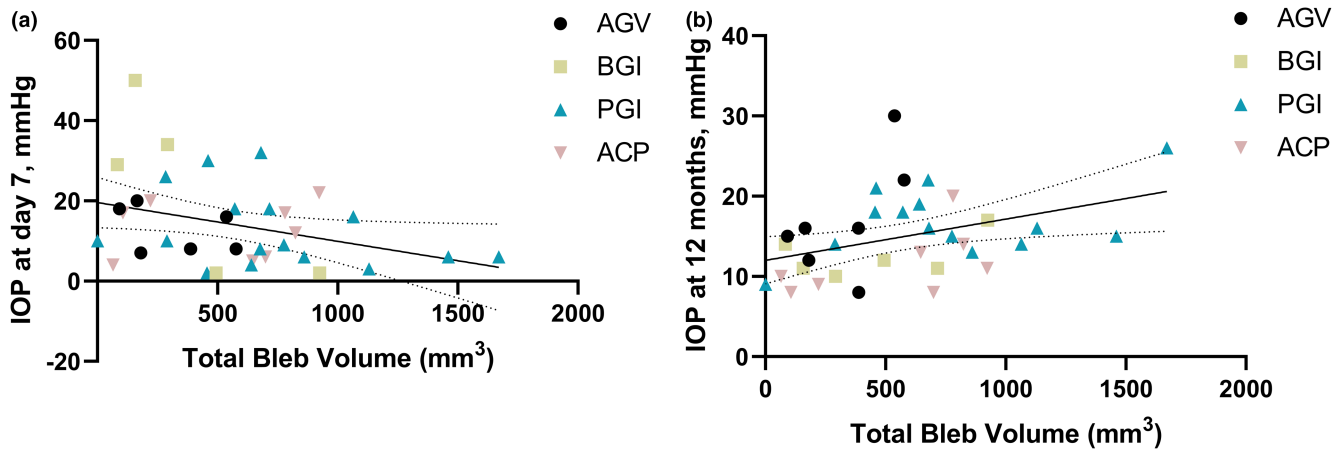 (a)
IOP at day 7, mmHg
60
40
20
0
-20
500
1000
1500
2000
Total Bleb Volume (mm³)
AGV
BGI
PGI
ACP
(b)
IOP at 12 months, mmHg
40
30
20
10
0
0
500
1000
1500
2000
Total Bleb Volume (mm³)
AGV
BGI
PGI
ACP